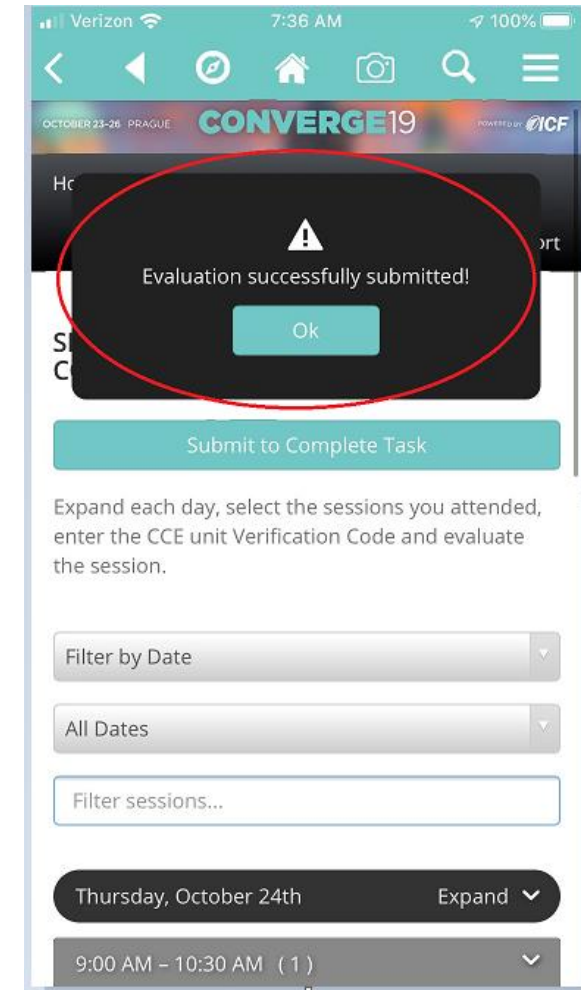 Verizon 7:36 AM 100%
OCTOBER 23-26 PRAGUE CONVERGE19 POWERED BY ICF
Evaluation successfully submitted!
Ok
Submit to Complete Task
Expand each day, select the sessions you attended,
enter the CCE unit Verification Code and evaluate
the session.
Filter by Date
All Dates
Filter sessions...
Thursday, October 24th Expand
9:00 AM – 10:30 AM (1)